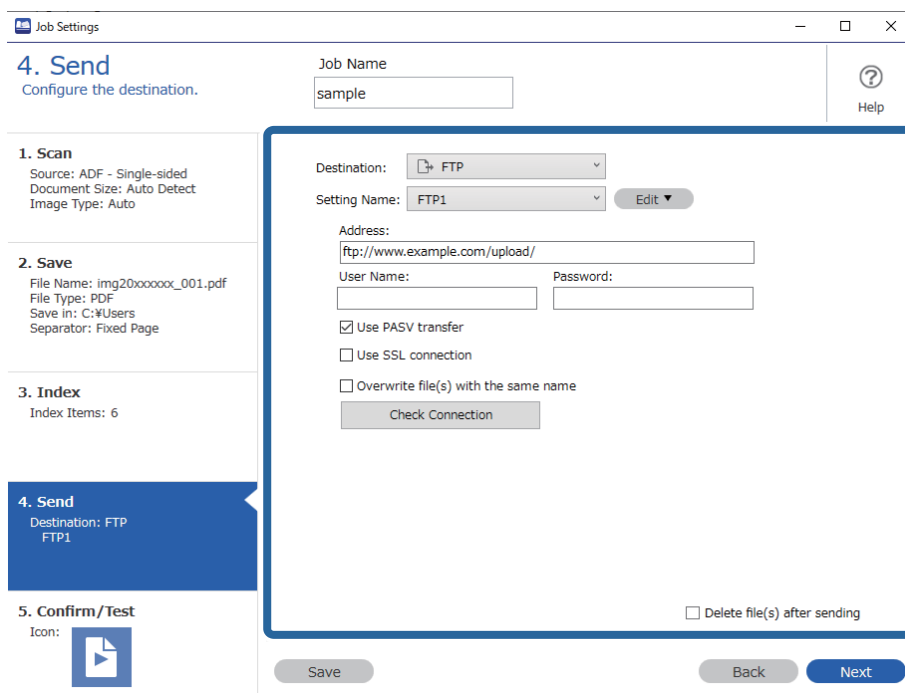 Job Settings
4. Send
Configure the destination.
Job Name
sample
Help
1. Scan
Source: ADF - Single-sided
Document Size: Auto Detect
Image Type: Auto
2. Save
File Name: img20xxxxxx_001.pdf
File Type: PDF
Save in: C:¥Users
Separator: Fixed Page
3. Index
Index Items: 6
4. Send
Destination: FTP
FTP1
5. Confirm/Test
Icon:
Destination: FTP
Setting Name: FTP1 Edit ▼
Address:
ftp://www.example.com/upload/
User Name: Password:
Use PASV transfer
Use SSL connection
Overwrite file(s) with the same name
Check Connection
Delete file(s) after sending
Save Back Next